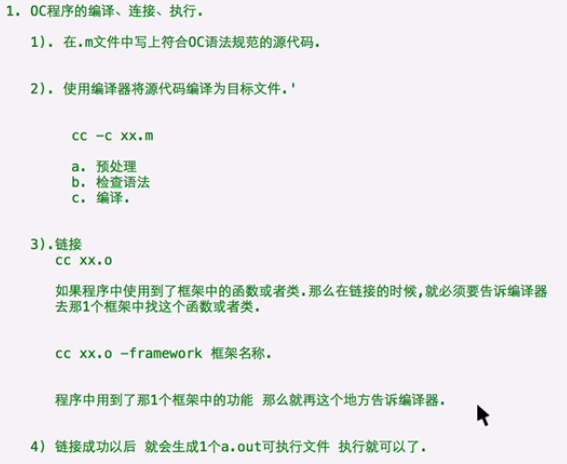 1. OC程序的编译、连接、执行.
1). 在.m文件中写上符合OC语法规范的源代码.
2). 使用编译器将源代码编译为目标文件.'
cc -c xx.m
a. 预处理
b. 检查语法
c. 编译.
3).链接
cc xx.o
如果程序中使用到了框架中的函数或者类.那么在链接的时候,就必须要告诉编译器
去那1个框架中找这个函数或者类.
cc xx.o -framework 框架名称.
程序中用到了那1个框架中的功能 那么就再这个地方告诉编译器.
4) 链接成功以后 就会生成1个a.out可执行文件 执行就可以了.